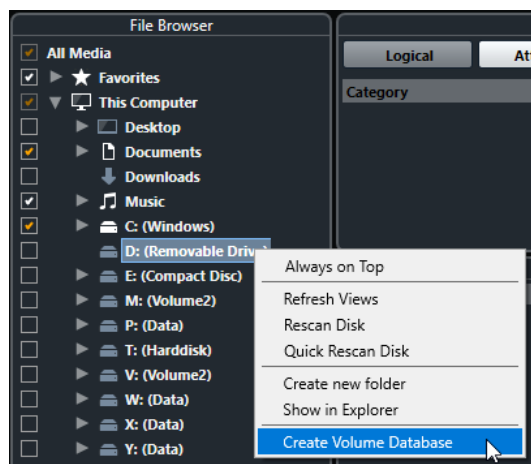 File Browser
All Media
Favorites
This Computer
Desktop
Documents
Downloads
Music
C: (Windows)
D: (Removable Drive)
E: (Compact Disc)
M: (Volume2)
P: (Data)
T: (Harddisk)
V: (Volume2)
W: (Data)
X: (Data)
Y: (Data)
Logical
Category
Always on Top
Refresh Views
Rescan Disk
Quick Rescan Disk
Create new folder
Show in Explorer
Create Volume Database